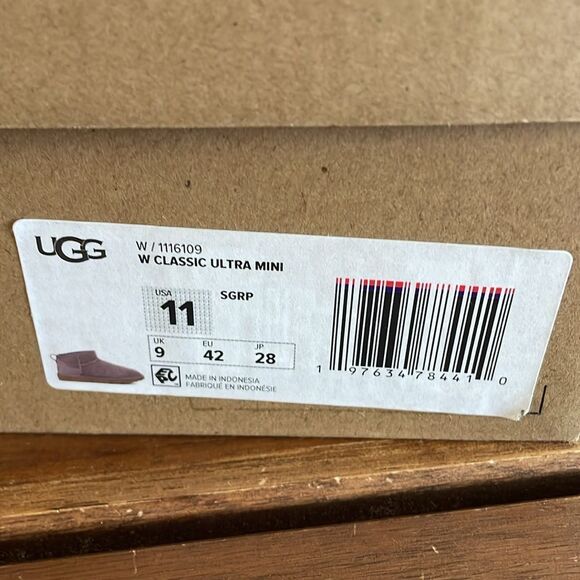 UGG
W / 1116109
W CLASSIC ULTRA MINI
USA
11
SGRP
UK EU JP
9 42 28
MADE IN INDONESIA
FABRIQUÉ EN INDONÉSIE
1 97634 78441 0